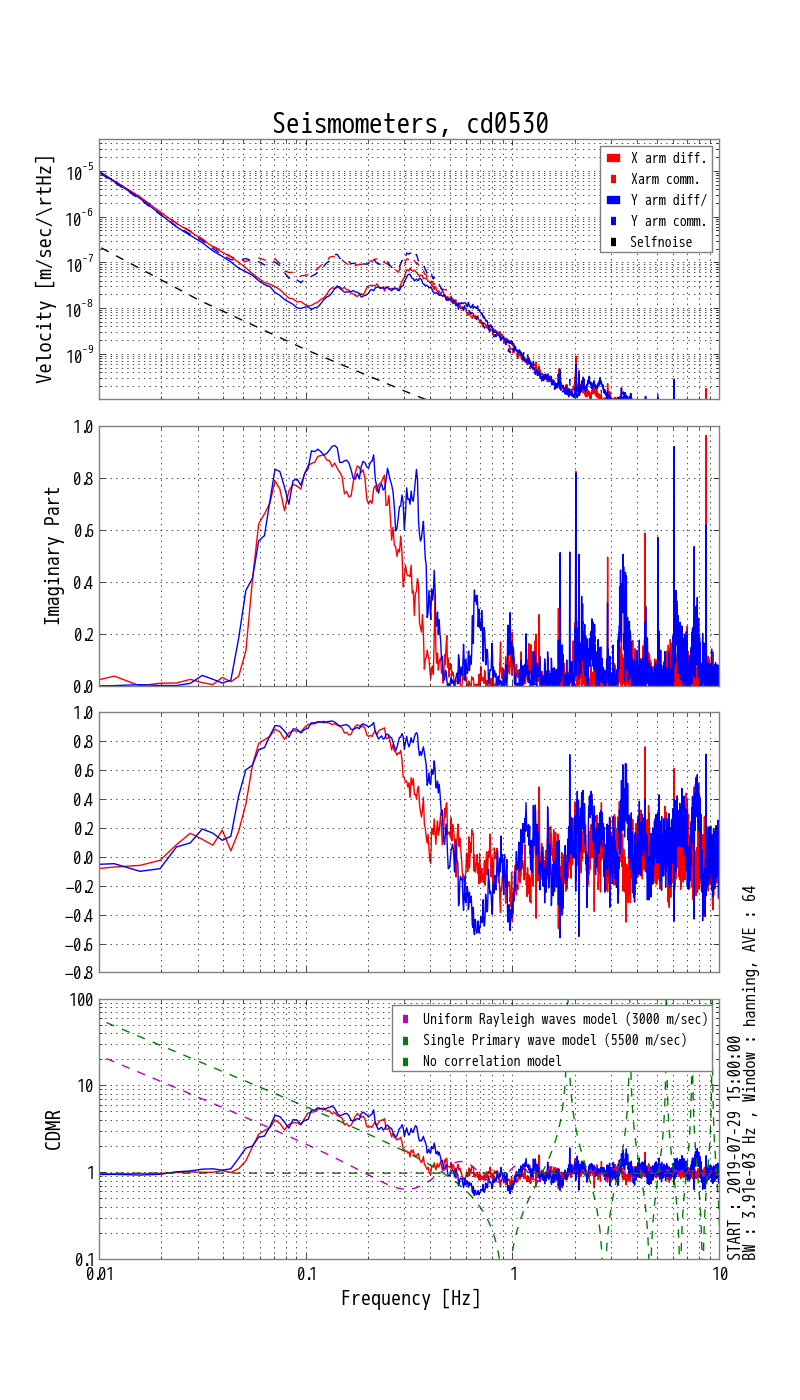 Seismometers, cd0530
Velocity [m/sec/\rtHz]
10^-5
10^-6
10^-7
10^-8
10^-9
X arm diff.
Xarm comm.
Y arm diff/
Y arm comm.
Selfnoise
Imaginary Part
1.0
0.8
0.6
0.4
0.2
0.0
1.0
0.8
0.6
0.4
0.2
0.0
−0.2
−0.4
−0.6
−0.8
CDMR
100
10
1
0.1
Uniform Rayleigh waves model (3000 m/sec)
Single Primary wave model (5500 m/sec)
No correlation model
0.01 0.1 1 10
Frequency [Hz]
START : 2019-07-29 15:00:00
BW : 3.91e-03 Hz , Window : hanning, AVE : 64